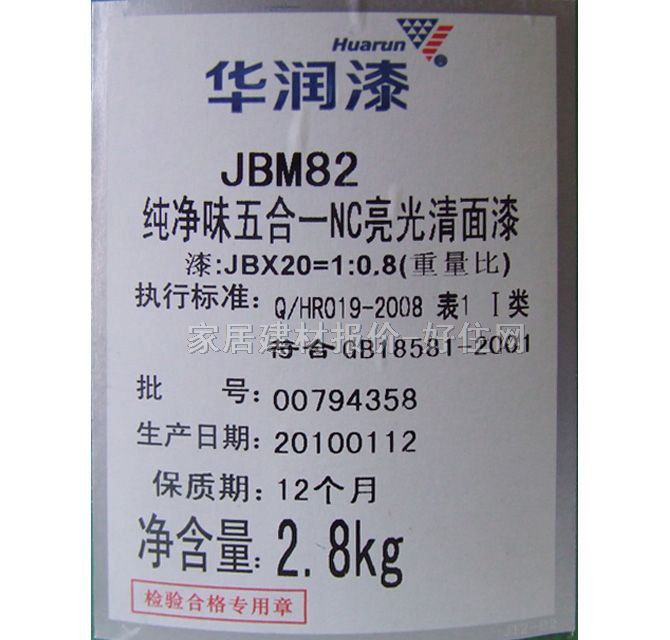 Huarun
华润漆
JBM82
纯净味五合一NC亮光清面漆
漆:JBX20=1:0.8(重量比)
执行标准: Q/HR019-2008 表1 Ⅰ类
家居建材报价 好住网
符合GB18581-2001
批 号: 00794358
生产日期: 20100112
保质期: 12个月
净含量: 2.8kg
检验合格专用章